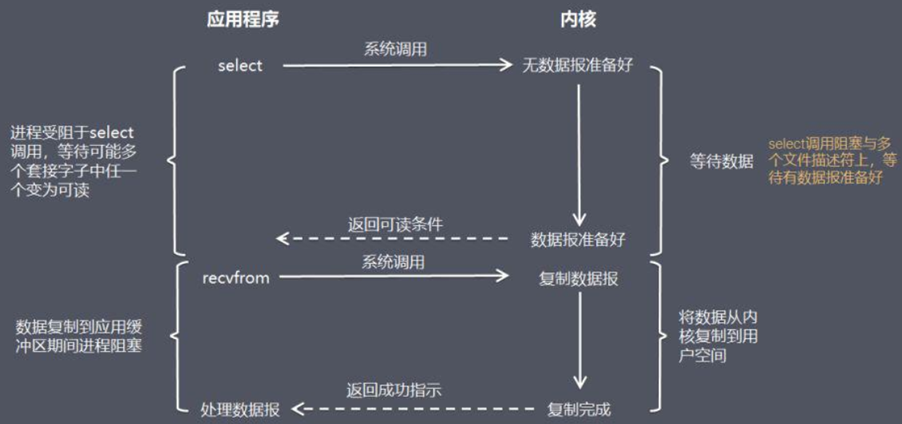 应用程序
内核
系统调用
select
无数据报准备好
进程受阻于select
调用，等待可能多
个套接字子中任一
个变为可读
等待数据
select调用阻塞与多
个文件描述符上，等
待有数据报准备好
返回可读条件
数据报准备好
系统调用
recvfrom
复制数据报
数据复制到应用缓
冲区期间进程阻塞
将数据从内
核复制到用
户空间
返回成功指示
处理数据报
复制完成